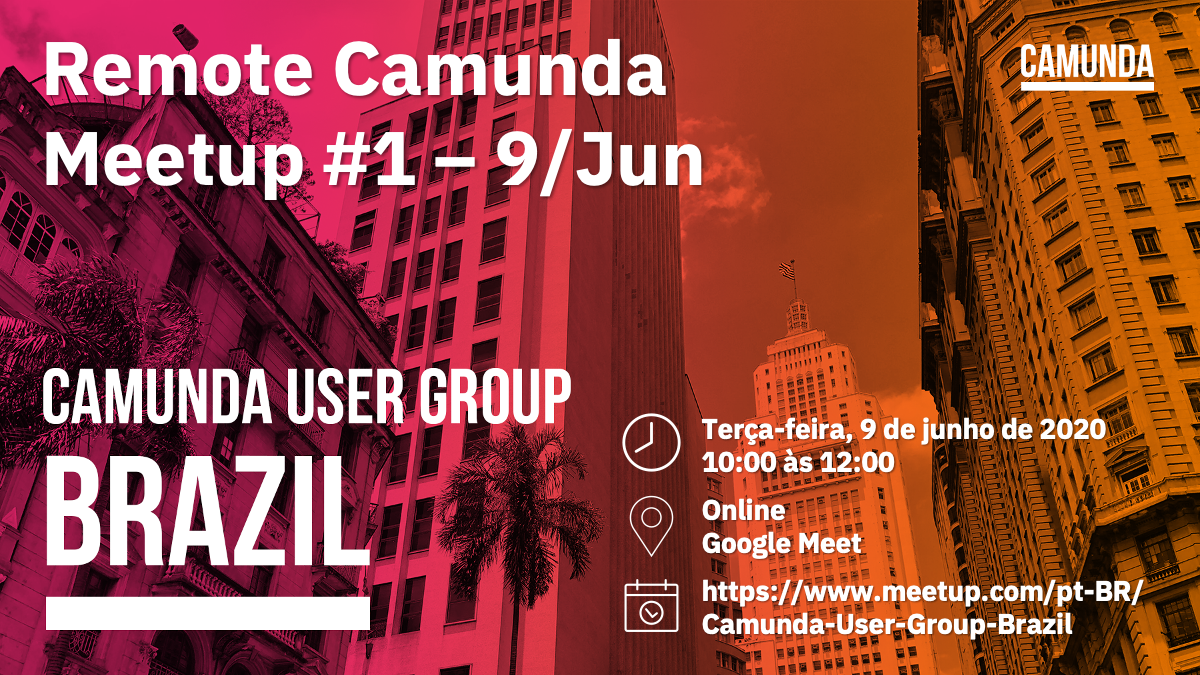 Remote Camunda
Meetup #1 – 9/Jun
CAMUNDA
CAMUNDA USER GROUP
BRAZIL
Terça-feira, 9 de junho de 2020
10:00 às 12:00
Online
Google Meet
https://www.meetup.com/pt-BR/
Camunda-User-Group-Brazil